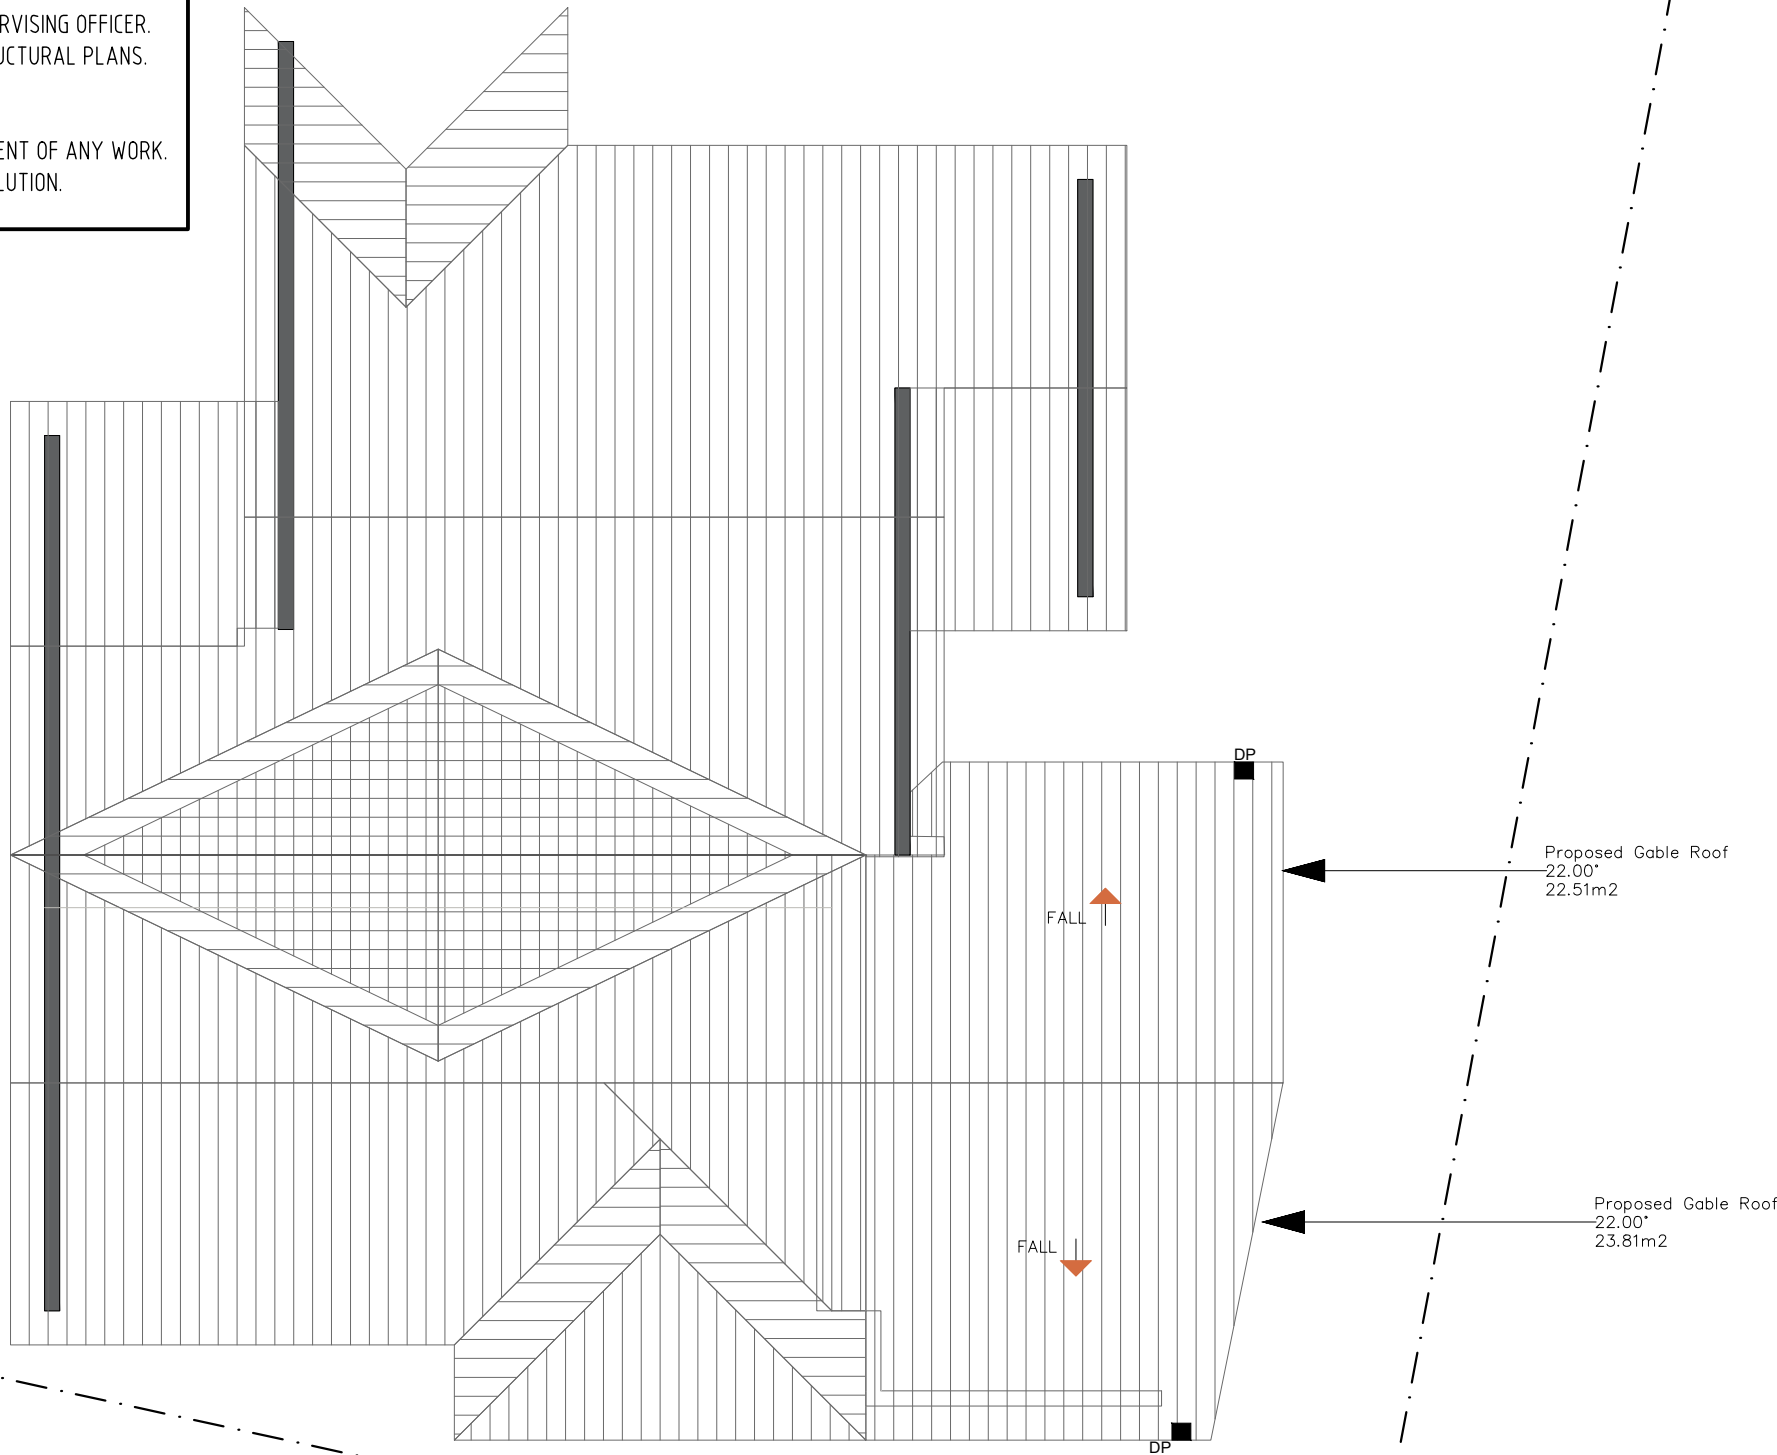 RVISING OFFICER.
UCTURAL PLANS.
ENT OF ANY WORK.
LUTION.
DP
Proposed Gable Roof
22.00°
22.51m2
FALL
Proposed Gable Roof
22.00°
23.81m2
FALL
DP